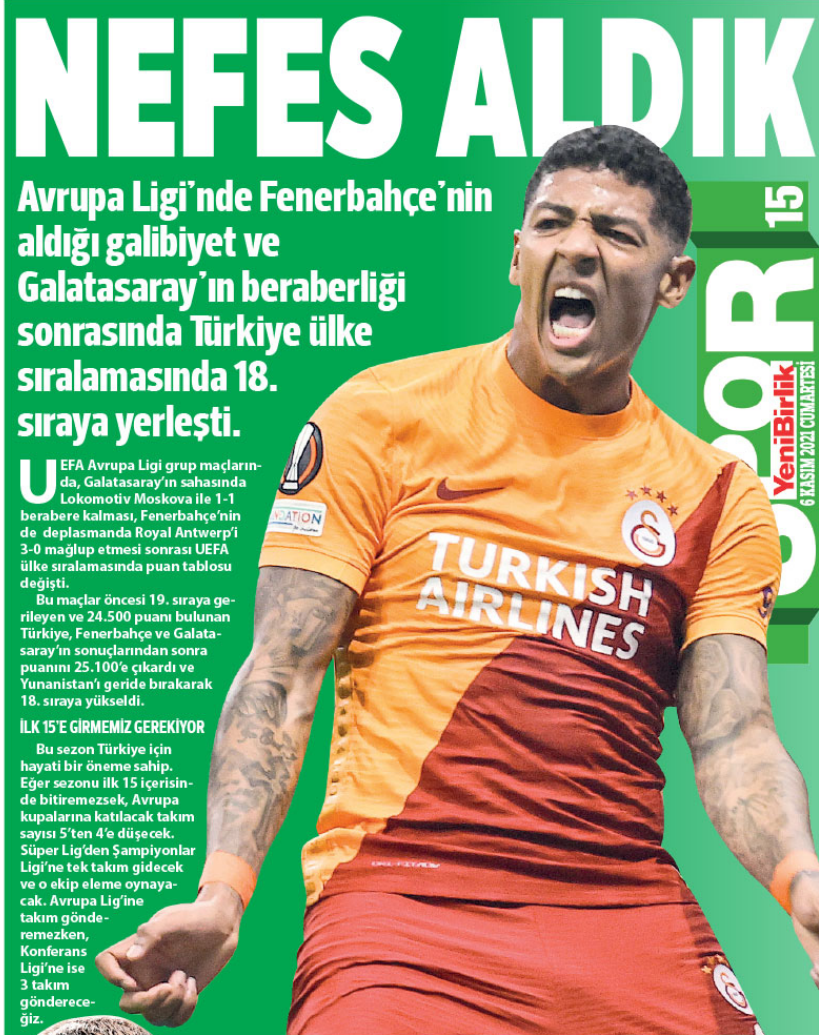 NEFES ALDIK
Avrupa Ligi'nde Fenerbahçe'nin
aldığı galibiyet ve
Galatasaray'ın beraberliği
sonrasında Türkiye ülke
sıralamasında 18.
sıraya yerleşti.
UEFA Avrupa Ligi grup maçların-
da, Galatasaray'ın sahasında
Lokomotiv Moskova ile 1-1
berabere kalması, Fenerbahçe'nin
de deplasmanda Royal Antwerp'i
3-0 mağlup etmesi sonrası UEFA
ülke sıralamasında puan tablosu
değişti.
Bu maçlar öncesi 19. sıraya ge-
rileyen ve 24.500 puanı bulunan
Türkiye, Fenerbahçe ve Galata-
saray'ın sonuçlarından sonra
puanını 25.100'e çıkardı ve
Yunanistan'ı geride bırakarak
18. sıraya yükseldi.
İLK 15'E GİRMEMİZ GEREKİYOR
Bu sezon Türkiye için
hayati bir öneme sahip.
Eğer sezonu ilk 15 içerisin-
de bitiremezsek, Avrupa
kupalarına katılacak takım
sayısı 5'ten 4'e düşecek.
Süper Lig'den Şampiyonlar
Ligi'ne tek takım gidecek
ve o ekip eleme oynaya-
cak. Avrupa Lig'ine
takım gönde-
remezken,
Konferans
Ligi'ne ise
3 takım
göndere­ce-
ğiz.
TURKISH
AIRLINES
15
SPOR
YeniBirlik
6 KASIM 2021 CUMARTESİ